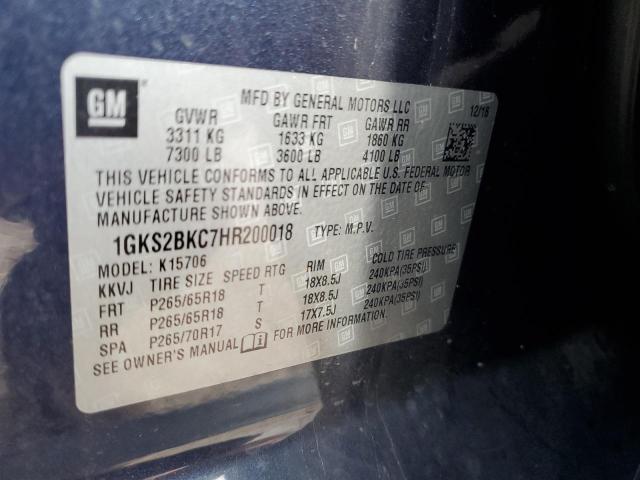 GM
MFD BY GENERAL MOTORS LLC
12/16
GVWR GAWR FRT GAWR RR
3311 KG 1633 KG 1860 KG
7300 LB 3600 LB 4100 LB
THIS VEHICLE CONFORMS TO ALL APPLICABLE U.S. FEDERAL MOTOR
VEHICLE SAFETY STANDARDS IN EFFECT ON THE DATE OF
MANUFACTURE SHOWN ABOVE.
1GKS2BKC7HR200018 TYPE: M.P.V.
MODEL: K15706
KKVJ TIRE SIZE SPEED RTG RIM COLD TIRE PRESSURE
FRT P265/65R18 T 18X8.5J 240KPA(35PSI)
RR P265/65R18 T 18X8.5J 240KPA(35PSI)
SPA P265/70R17 S 17X7.5J 240KPA(35PSI)
SEE OWNER'S MANUAL FOR MORE INFORMATION.